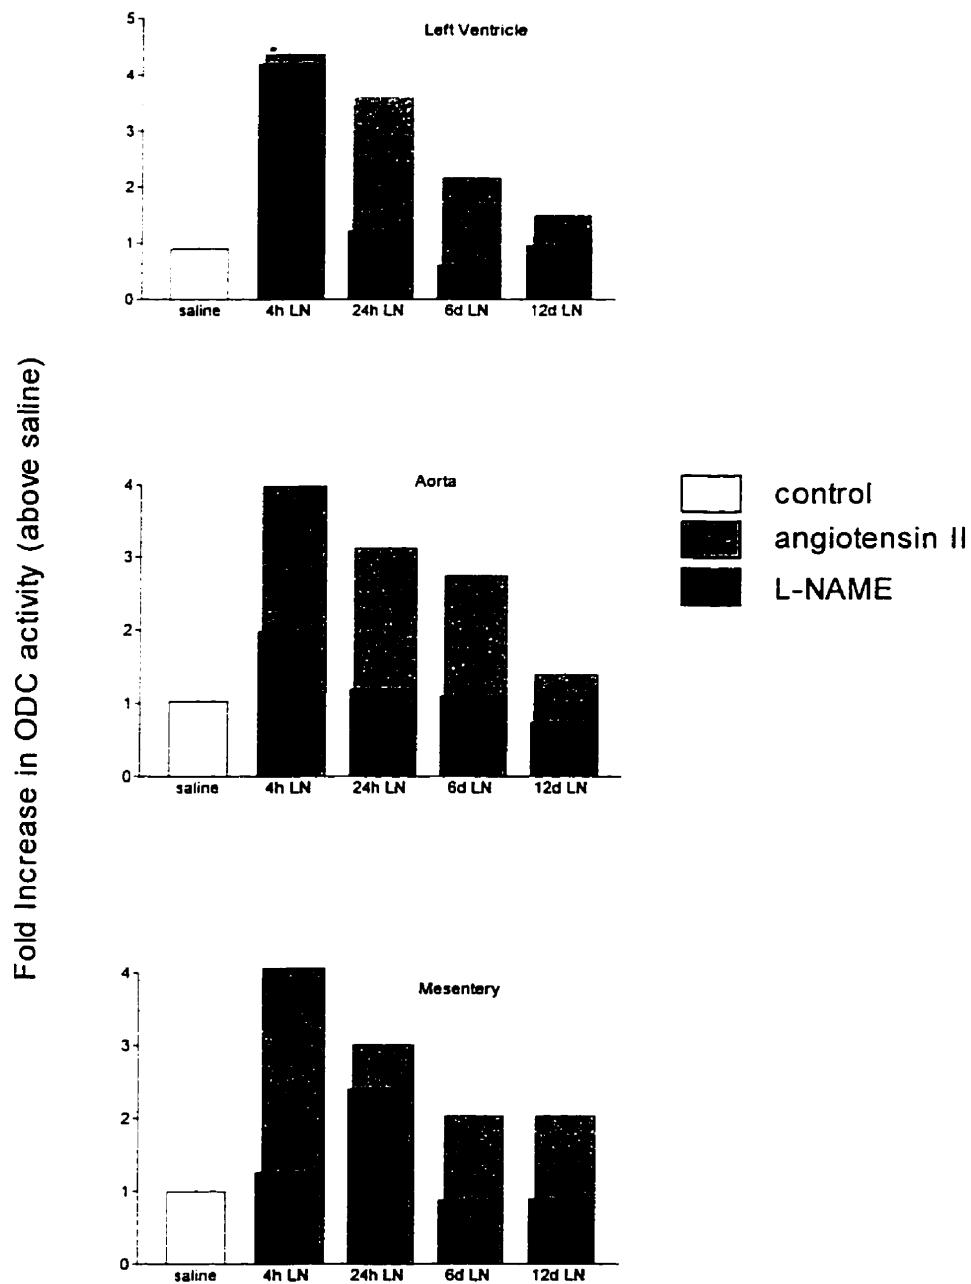 Left Ventricle
5
4
3
2
1
0
saline 4h LN 24h LN 6d LN 12d LN
Fold Increase in ODC activity (above saline)
Aorta
4
3
2
1
0
saline 4h LN 24h LN 6d LN 12d LN
control
angiotensin II
L-NAME
Mesentery
4
3
2
1
0
saline 4h LN 24h LN 6d LN 12d LN